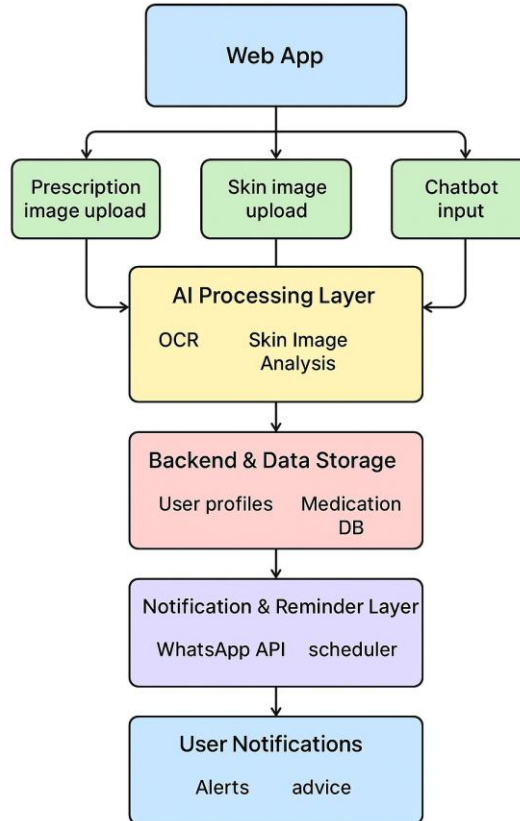 Web App
Prescription
image upload
Skin image
upload
Chatbot
input
AI Processing Layer
OCR
Skin Image
Analysis
Backend & Data Storage
User profiles
Medication
DB
Notification & Reminder Layer
WhatsApp API
scheduler
User Notifications
Alerts
advice